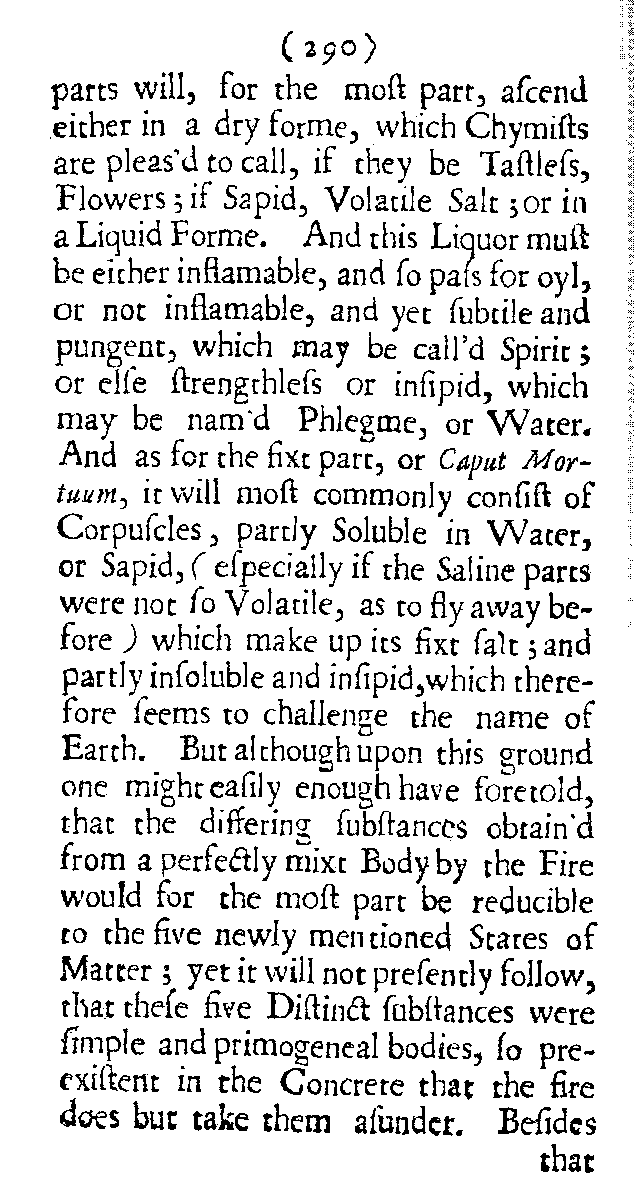 (290)
parts will, for the moſt part, aſcend
either in a dry forme, which Chymiſts
are pleas'd to call, if they be Taſtleſs,
Flowers; if Sapid, Volatile Salt; or in
a Liquid Forme. And this Liquor muſt
be either inflamable, and ſo paſs for oyl,
or not inflamable, and yet ſubtile and
pungent, which may be call'd Spirit;
or elſe ſtrengthleſs or inſipid, which
may be nam'd Phlegme, or Water.
And as for the fixt part, or Caput Mor-
tuum, it will moſt commonly conſiſt of
Corpuſcles, partly Soluble in Water,
or Sapid, (eſpecially if the Saline parts
were not ſo Volatile, as to fly away be-
fore) which make up its fixt ſalt; and
partly inſoluble and inſipid, which there-
fore ſeems to challenge the name of
Earth. But although upon this ground
one might eaſily enough have foretold,
that the differing ſubſtances obtain'd
from a perfectly mixt Body by the Fire
would for the moſt part be reducible
to the five newly mentioned States of
Matter; yet it will not preſently follow,
that theſe five Diſtinct ſubſtances were
ſimple and primogeneal bodies, ſo pre-
exiſtent in the Concrete that the fire
does but take them aſunder. Beſides
that